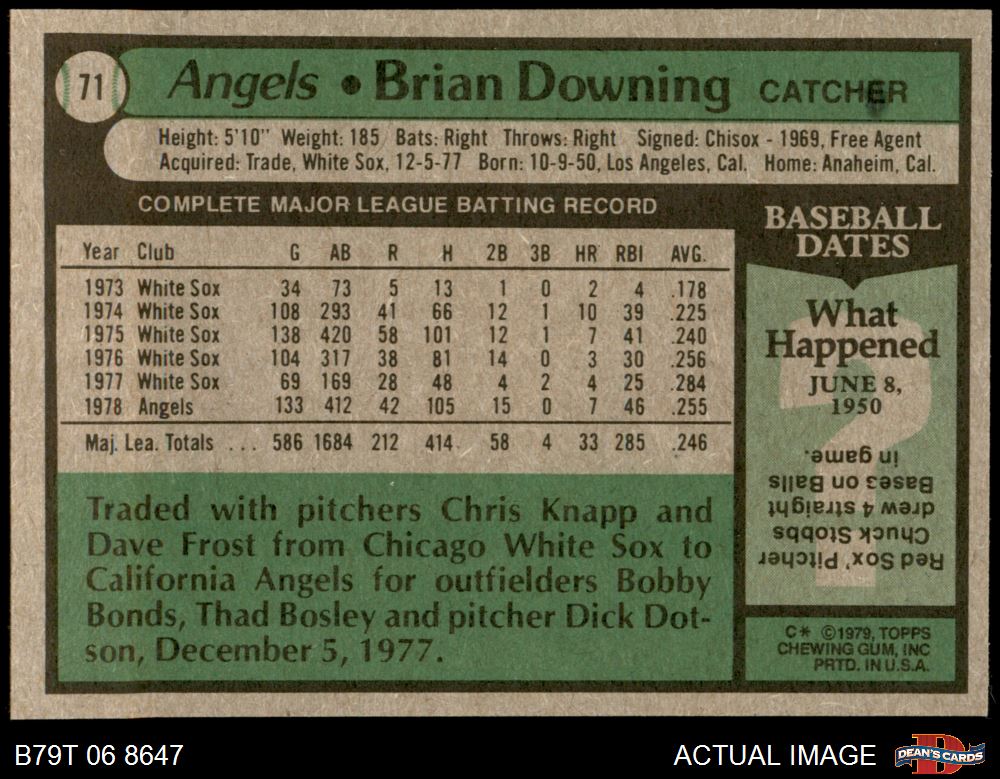 71
Angels • Brian Downing CATCHER
Height: 5'10" Weight: 185 Bats: Right Throws: Right Signed: Chisox - 1969, Free Agent
Acquired: Trade, White Sox, 12-5-77 Born: 10-9-50, Los Angeles, Cal. Home: Anaheim, Cal.
COMPLETE MAJOR LEAGUE BATTING RECORD
Year Club G AB R H 2B 3B HR RBI AVG.
1973 White Sox 34 73 5 13 1 0 2 4 .178
1974 White Sox 108 293 41 66 12 1 10 39 .225
1975 White Sox 138 420 58 101 12 1 7 41 .240
1976 White Sox 104 317 38 81 14 0 3 30 .256
1977 White Sox 69 169 28 48 4 2 4 25 .284
1978 Angels 133 412 42 105 15 0 7 46 .255
Maj. Lea. Totals ... 586 1684 212 414 58 4 33 285 .246
Traded with pitchers Chris Knapp and
Dave Frost from Chicago White Sox to
California Angels for outfielders Bobby
Bonds, Thad Bosley and pitcher Dick Dot-
son, December 5, 1977.
BASEBALL
DATES
What
Happened
JUNE 8,
1950
Red Sox' Pitcher
Chuck Stobbs
drew 4 straight
Bases on Balls
in game.
C* ©1979, TOPPS
CHEWING GUM, INC
PRTD. IN U.S.A.
B79T 06 8647
ACTUAL IMAGE
DEAN'S CARDS